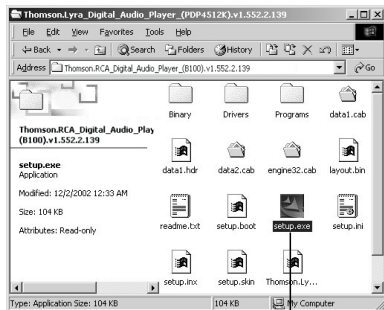 Thomson.Lyra_Digital_Audio_Player_(PDP4512K).v1.552.2.139
File Edit View Favorites Tools Help
Back Search Folders History
Address Thomson.RCA_Digital_Audio_Player_(B100).v1.552.2.139 Go
Binary Drivers Programs data1.cab
Thomson.RCA_Digital_Audio_Play
(B100).v1.552.2.139
setup.exe
Application
data1.hdr data2.cab engine32.cab layout.bin
Modified: 12/2/2002 12:33 AM
Size: 104 KB
Attributes: Read-only
readme.txt setup.boot setup.exe setup.ini
setup.inx setup.skin Thomson.Ly...
Type: Application Size: 104 KB 104 KB My Computer